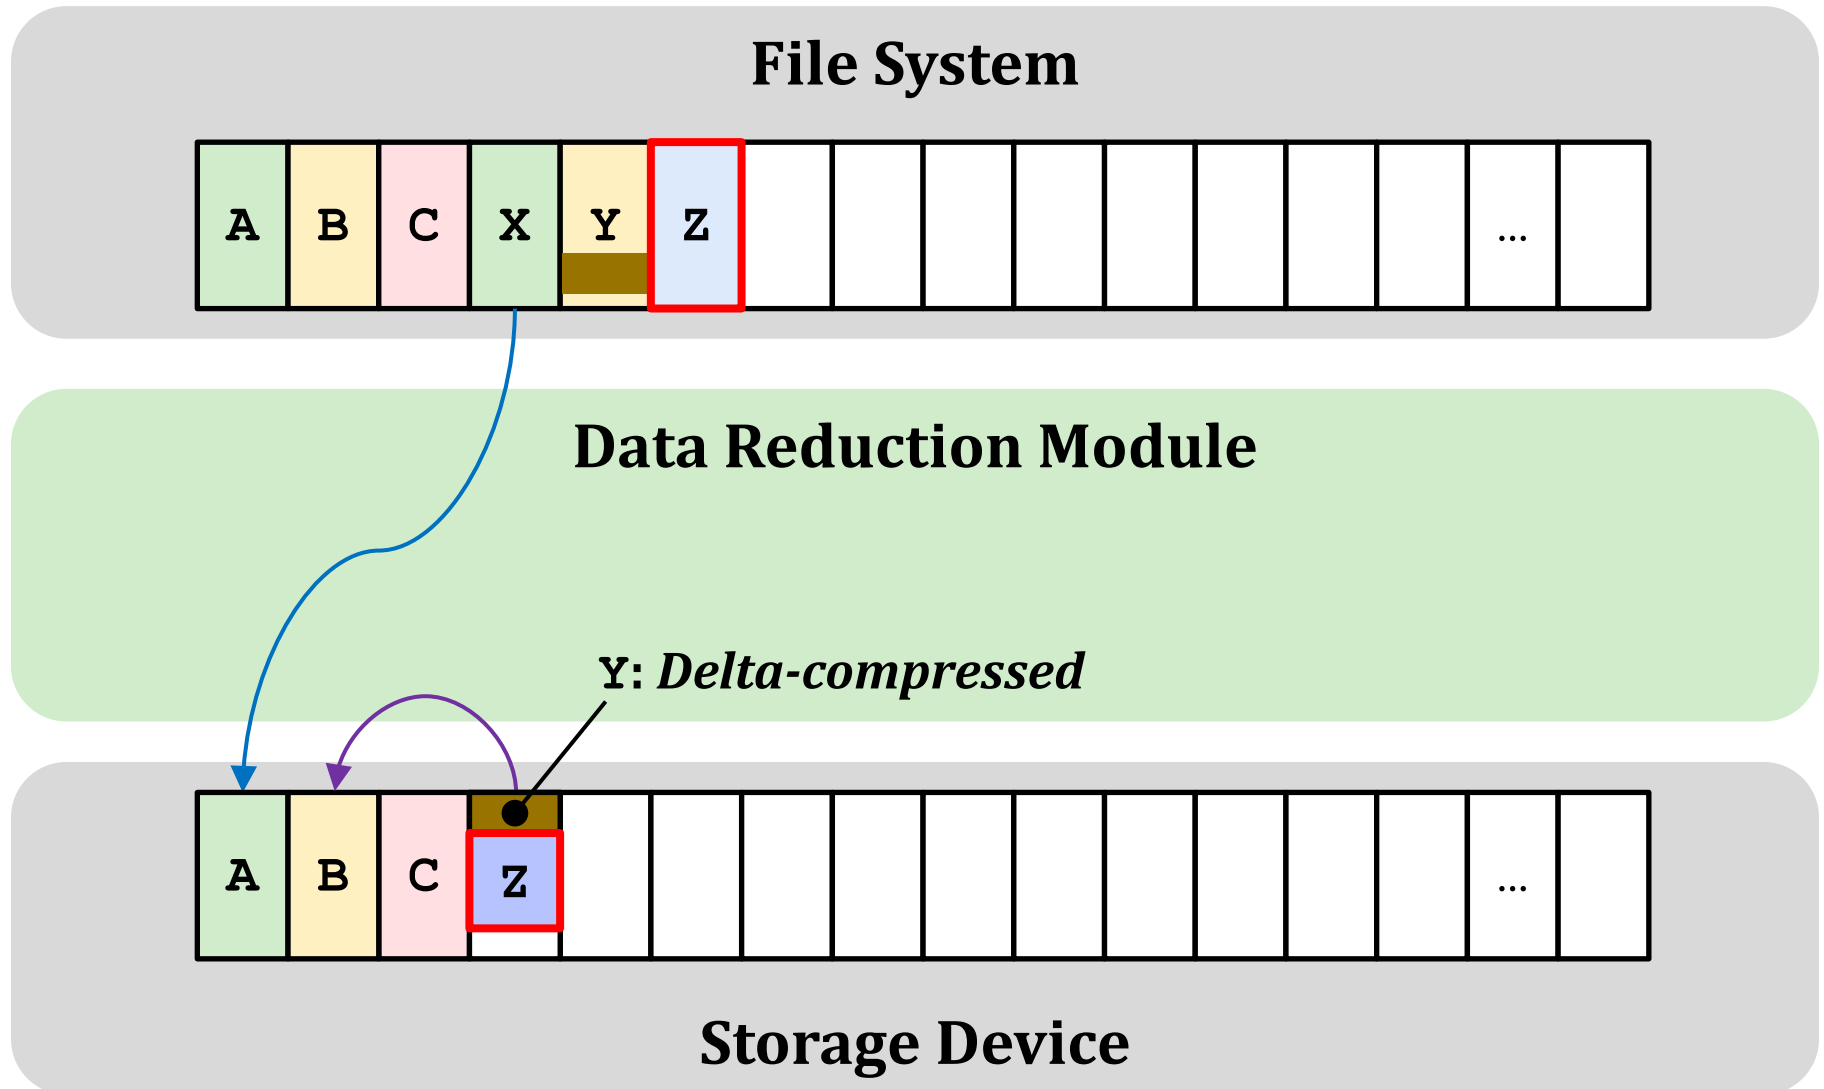 File System
A B C X Y Z ...
Data Reduction Module
Y: Delta-compressed
A B C Z ...
Storage Device